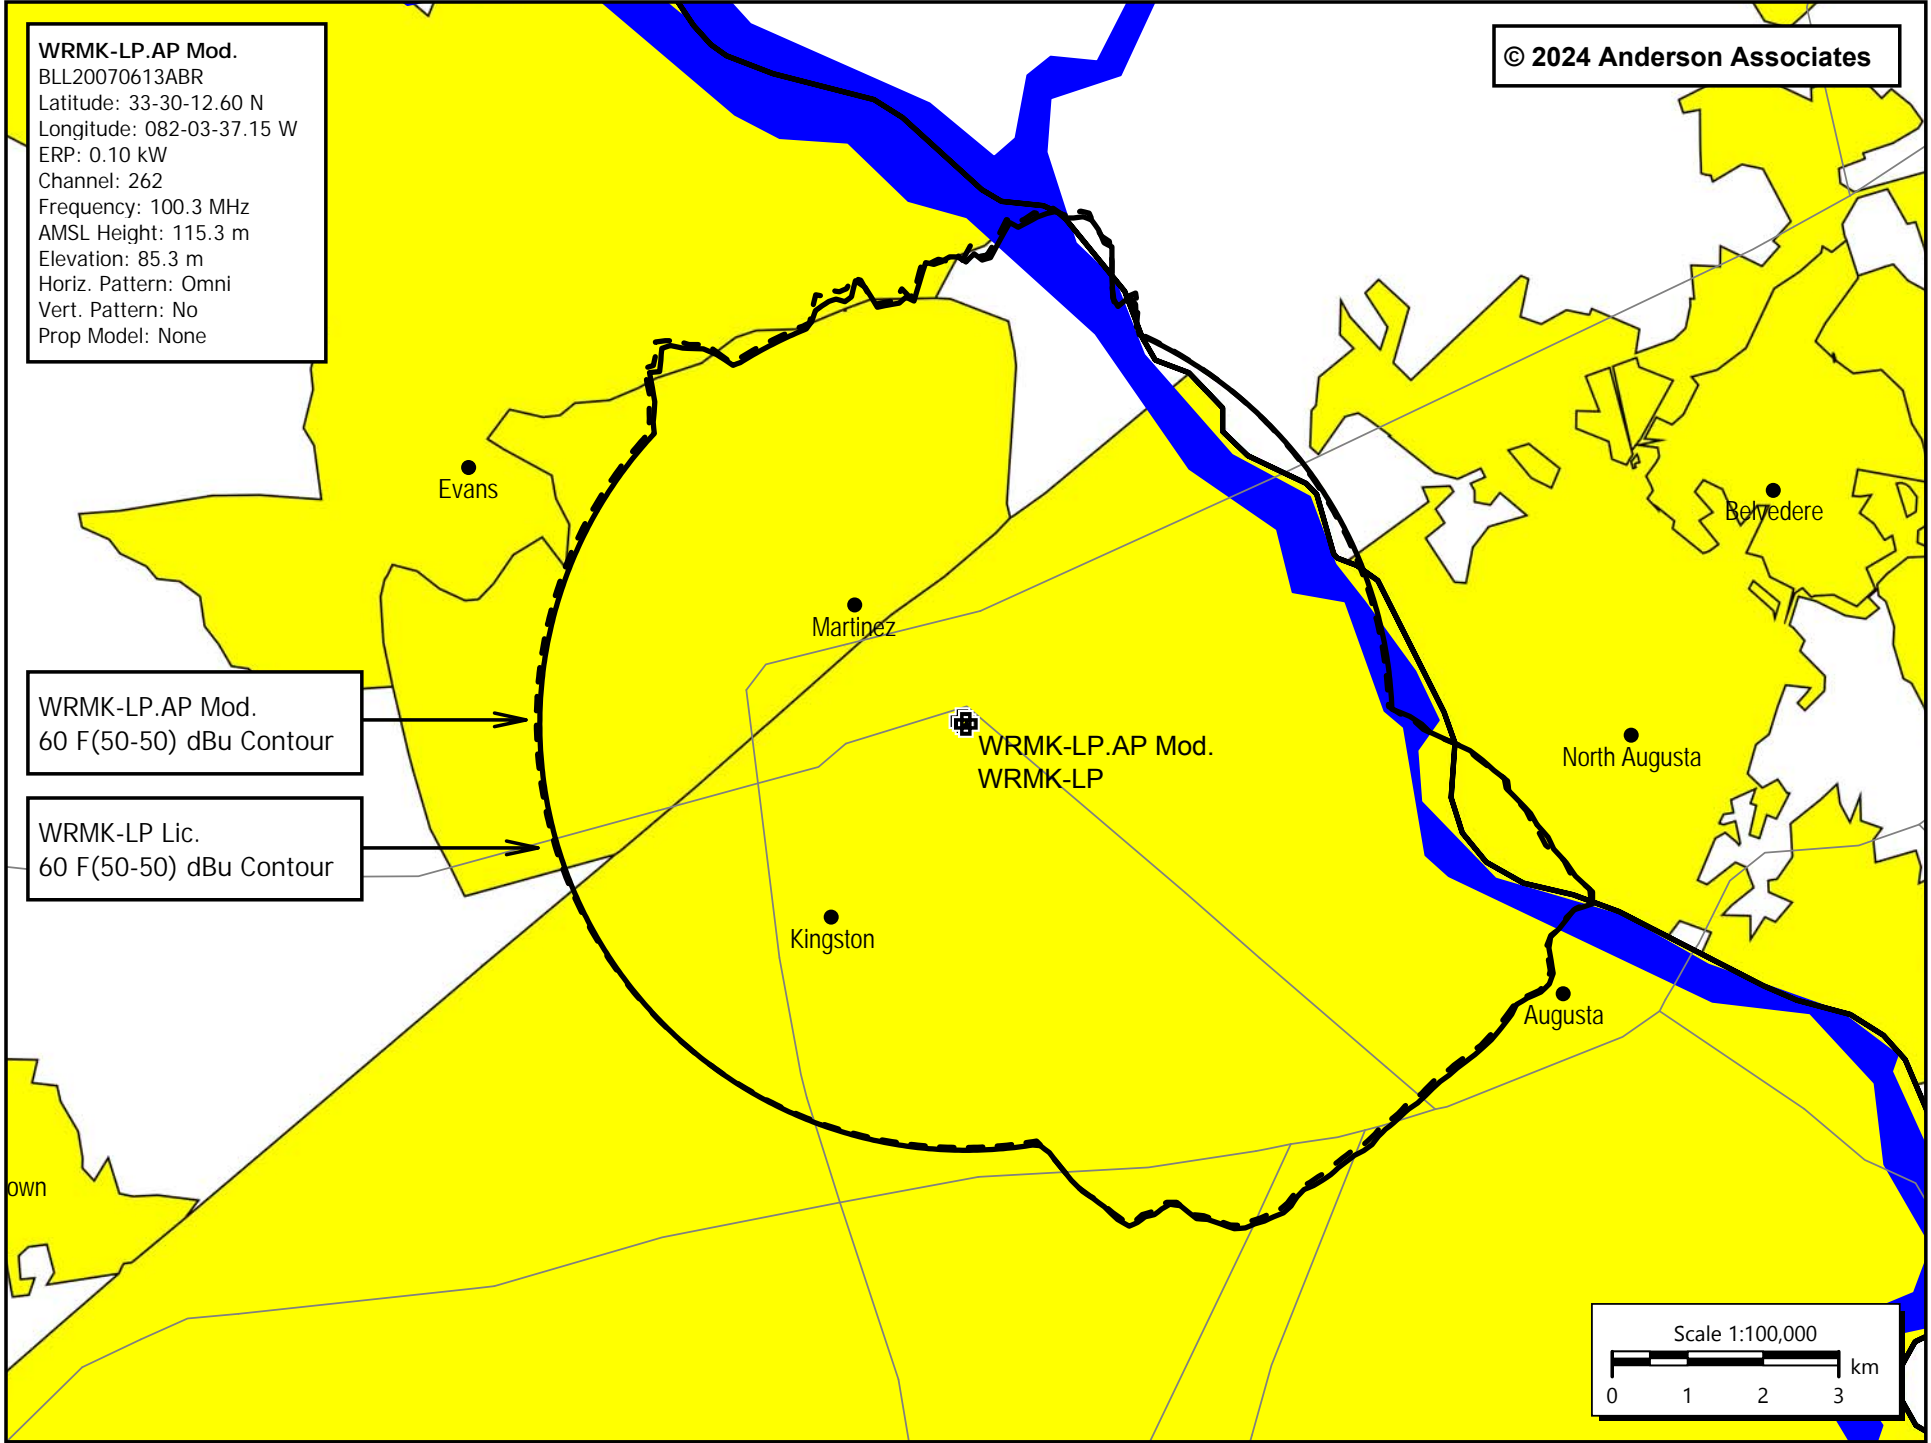 WRMK-LP.AP Mod.
BLL20070613ABR
Latitude: 33-30-12.60 N
Longitude: 082-03-37.15 W
ERP: 0.10 kW
Channel: 262
Frequency: 100.3 MHz
AMSL Height: 115.3 m
Elevation: 85.3 m
Horiz. Pattern: Omni
Vert. Pattern: No
Prop Model: None
© 2024 Anderson Associates
Evans
Belvedere
Martinez
WRMK-LP.AP Mod.
60 F(50-50) dBu Contour
WRMK-LP.AP Mod.
WRMK-LP
North Augusta
WRMK-LP Lic.
60 F(50-50) dBu Contour
Kingston
Augusta
own
Scale 1:100,000
km
0 1 2 3